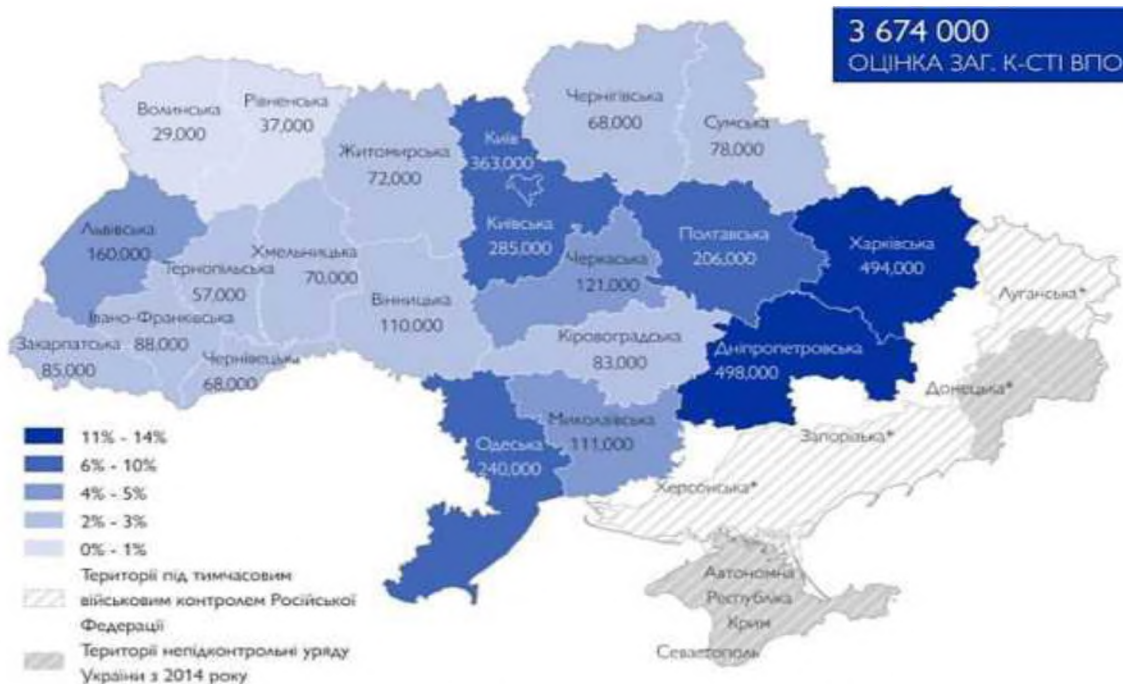 3 674 000
ОЦІНКА ЗАГ. К-СТІ ВПО
Волинська
29,000
Рівненська
37,000
Житомирська
72,000
Київ
363,000
Чернігівська
68,000
Сумська
78,000
Львівська
160,000
Тернопільська
57,000
Хмельницька
70,000
Київська
285,000
Черкаська
121,000
Полтавська
206,000
Харківська
494,000
Луганська*
Івано-Франківська
88,000
Закарпатська
85,000
Чернівецьк
68,000
Вінницька
110,000
Кіровоградська
83,000
Дніпропетровська
498,000
Донецька*
Одеська
240,000
Миколаївська
111,000
Запорізька*
Херсонська*
Автономна
Республіка
Крим
Севастополь
11% - 14%
6% - 10%
4% - 5%
2% - 3%
0% - 1%
Території під тимчасовим
військовим контролем Російської
Федерації
Території непідконтрольні уряду
України з 2014 року